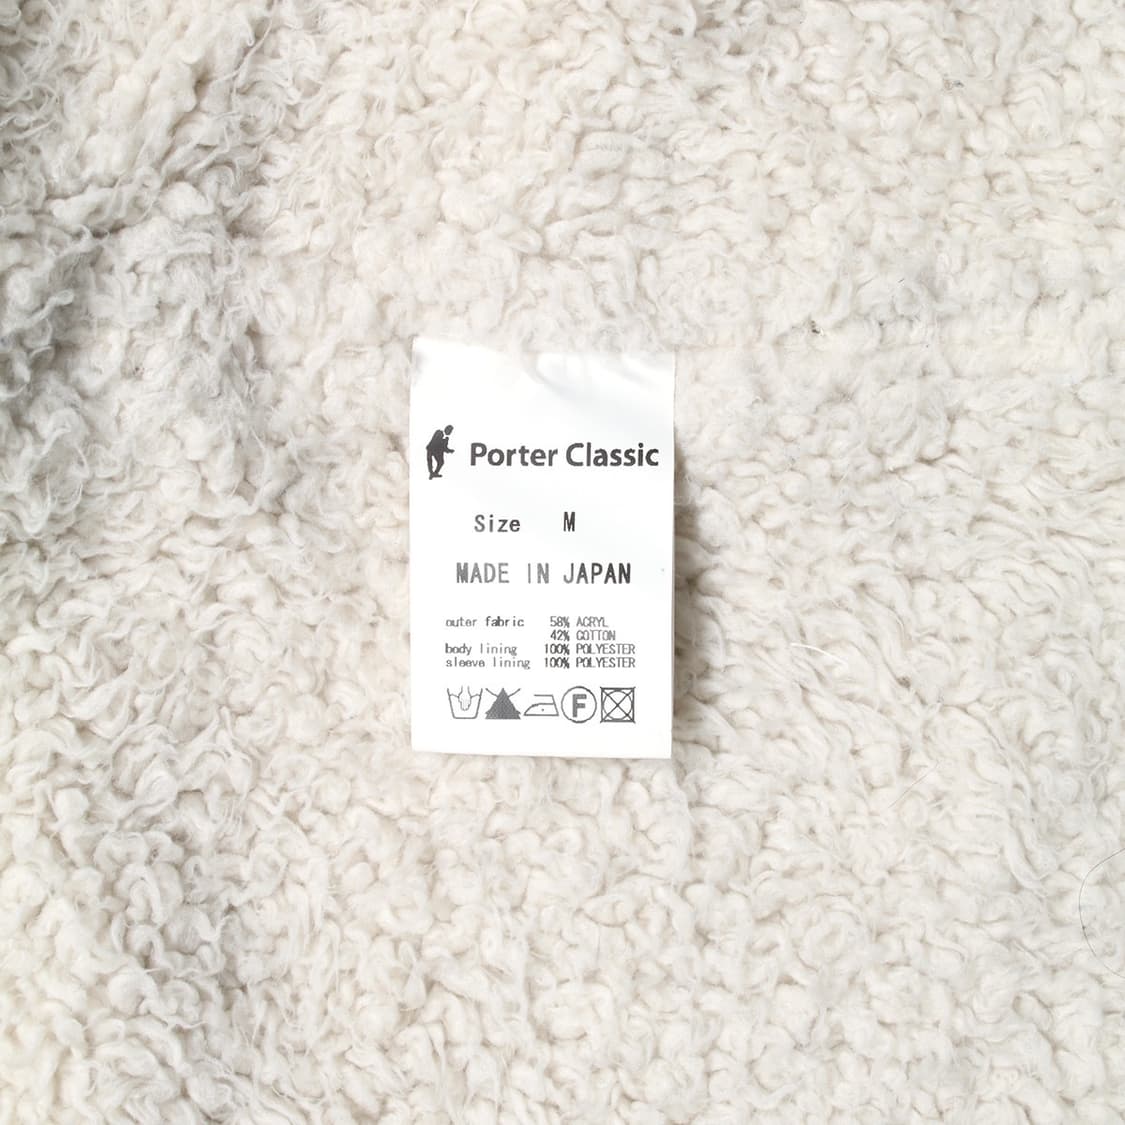 Porter Classic
Size M
MADE IN JAPAN
outer fabric 58% ACRYL
42% COTTON
body lining 100% POLYESTER
sleeve lining 100% POLYESTER
F